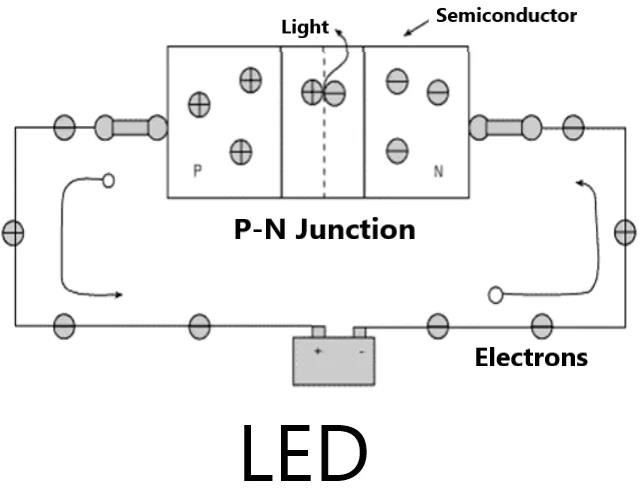 Semiconductor
Light
P
N
P-N Junction
+ -
Electrons
LED